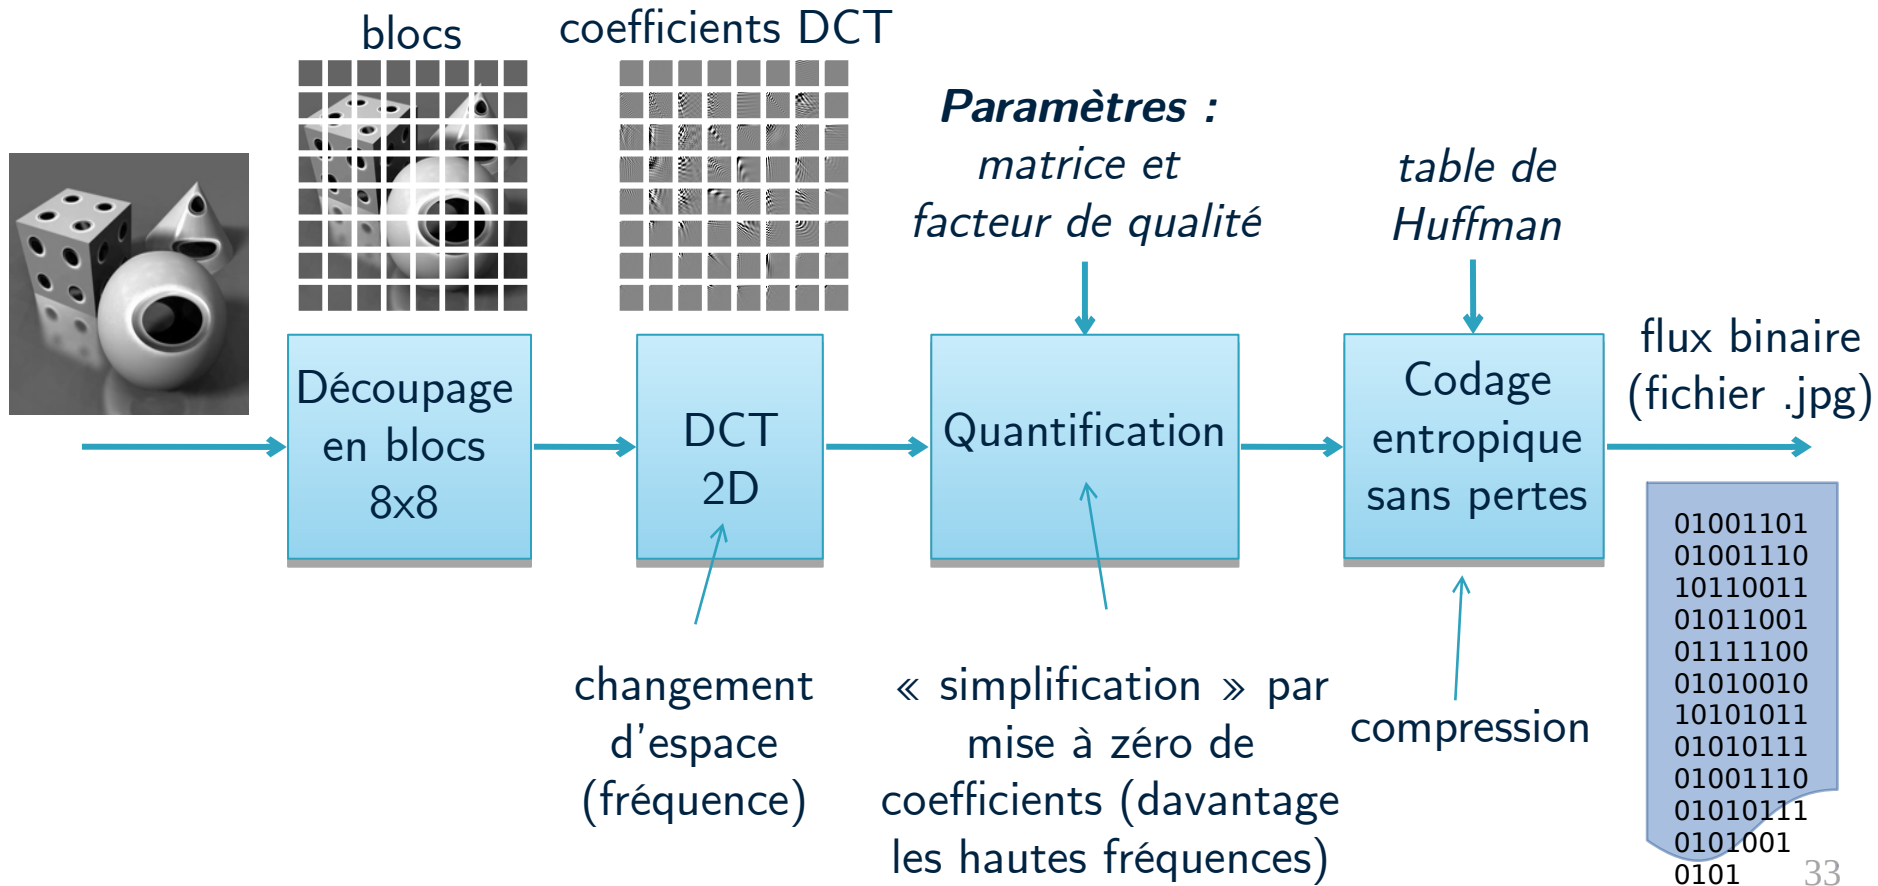 blocs
coefficients DCT
Paramètres :
matrice et
facteur de qualité
table de
Huffman
Découpage
en blocs
8x8
DCT
2D
Quantification
Codage
entropique
sans pertes
flux binaire
(fichier .jpg)
changement
d'espace
(fréquence)
« simplification » par
mise à zéro de
coefficients (davantage
les hautes fréquences)
compression
01001101
01001110
10110011
01011001
01111100
01010010
10101011
01010111
01001110
01010111
0101001
0101
33